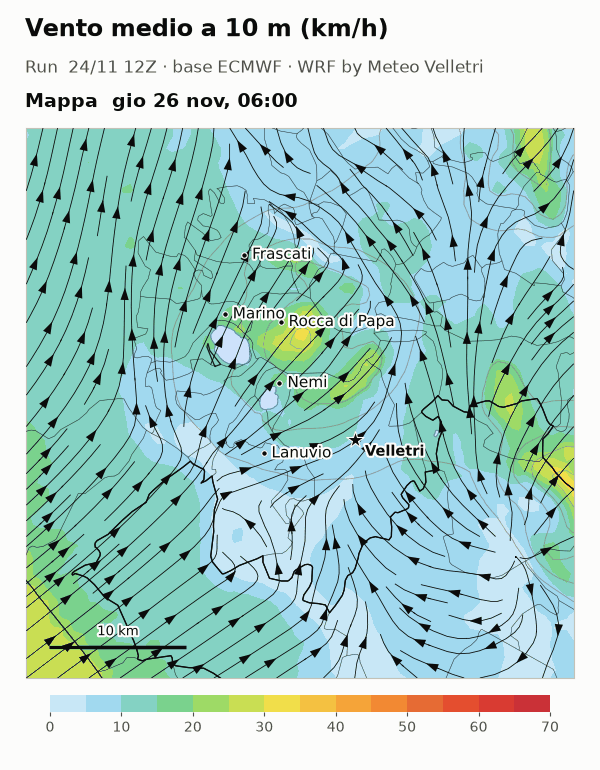 Vento medio a 10 m (km/h)
Run 24/11 12Z · base ECMWF · WRF by Meteo Velletri
Mappa gio 26 nov, 06:00
Frascati
Marino
Rocca di Papa
Nemi
Velletri
Lanuvio
10 km
0 10 20 30 40 50 60 70